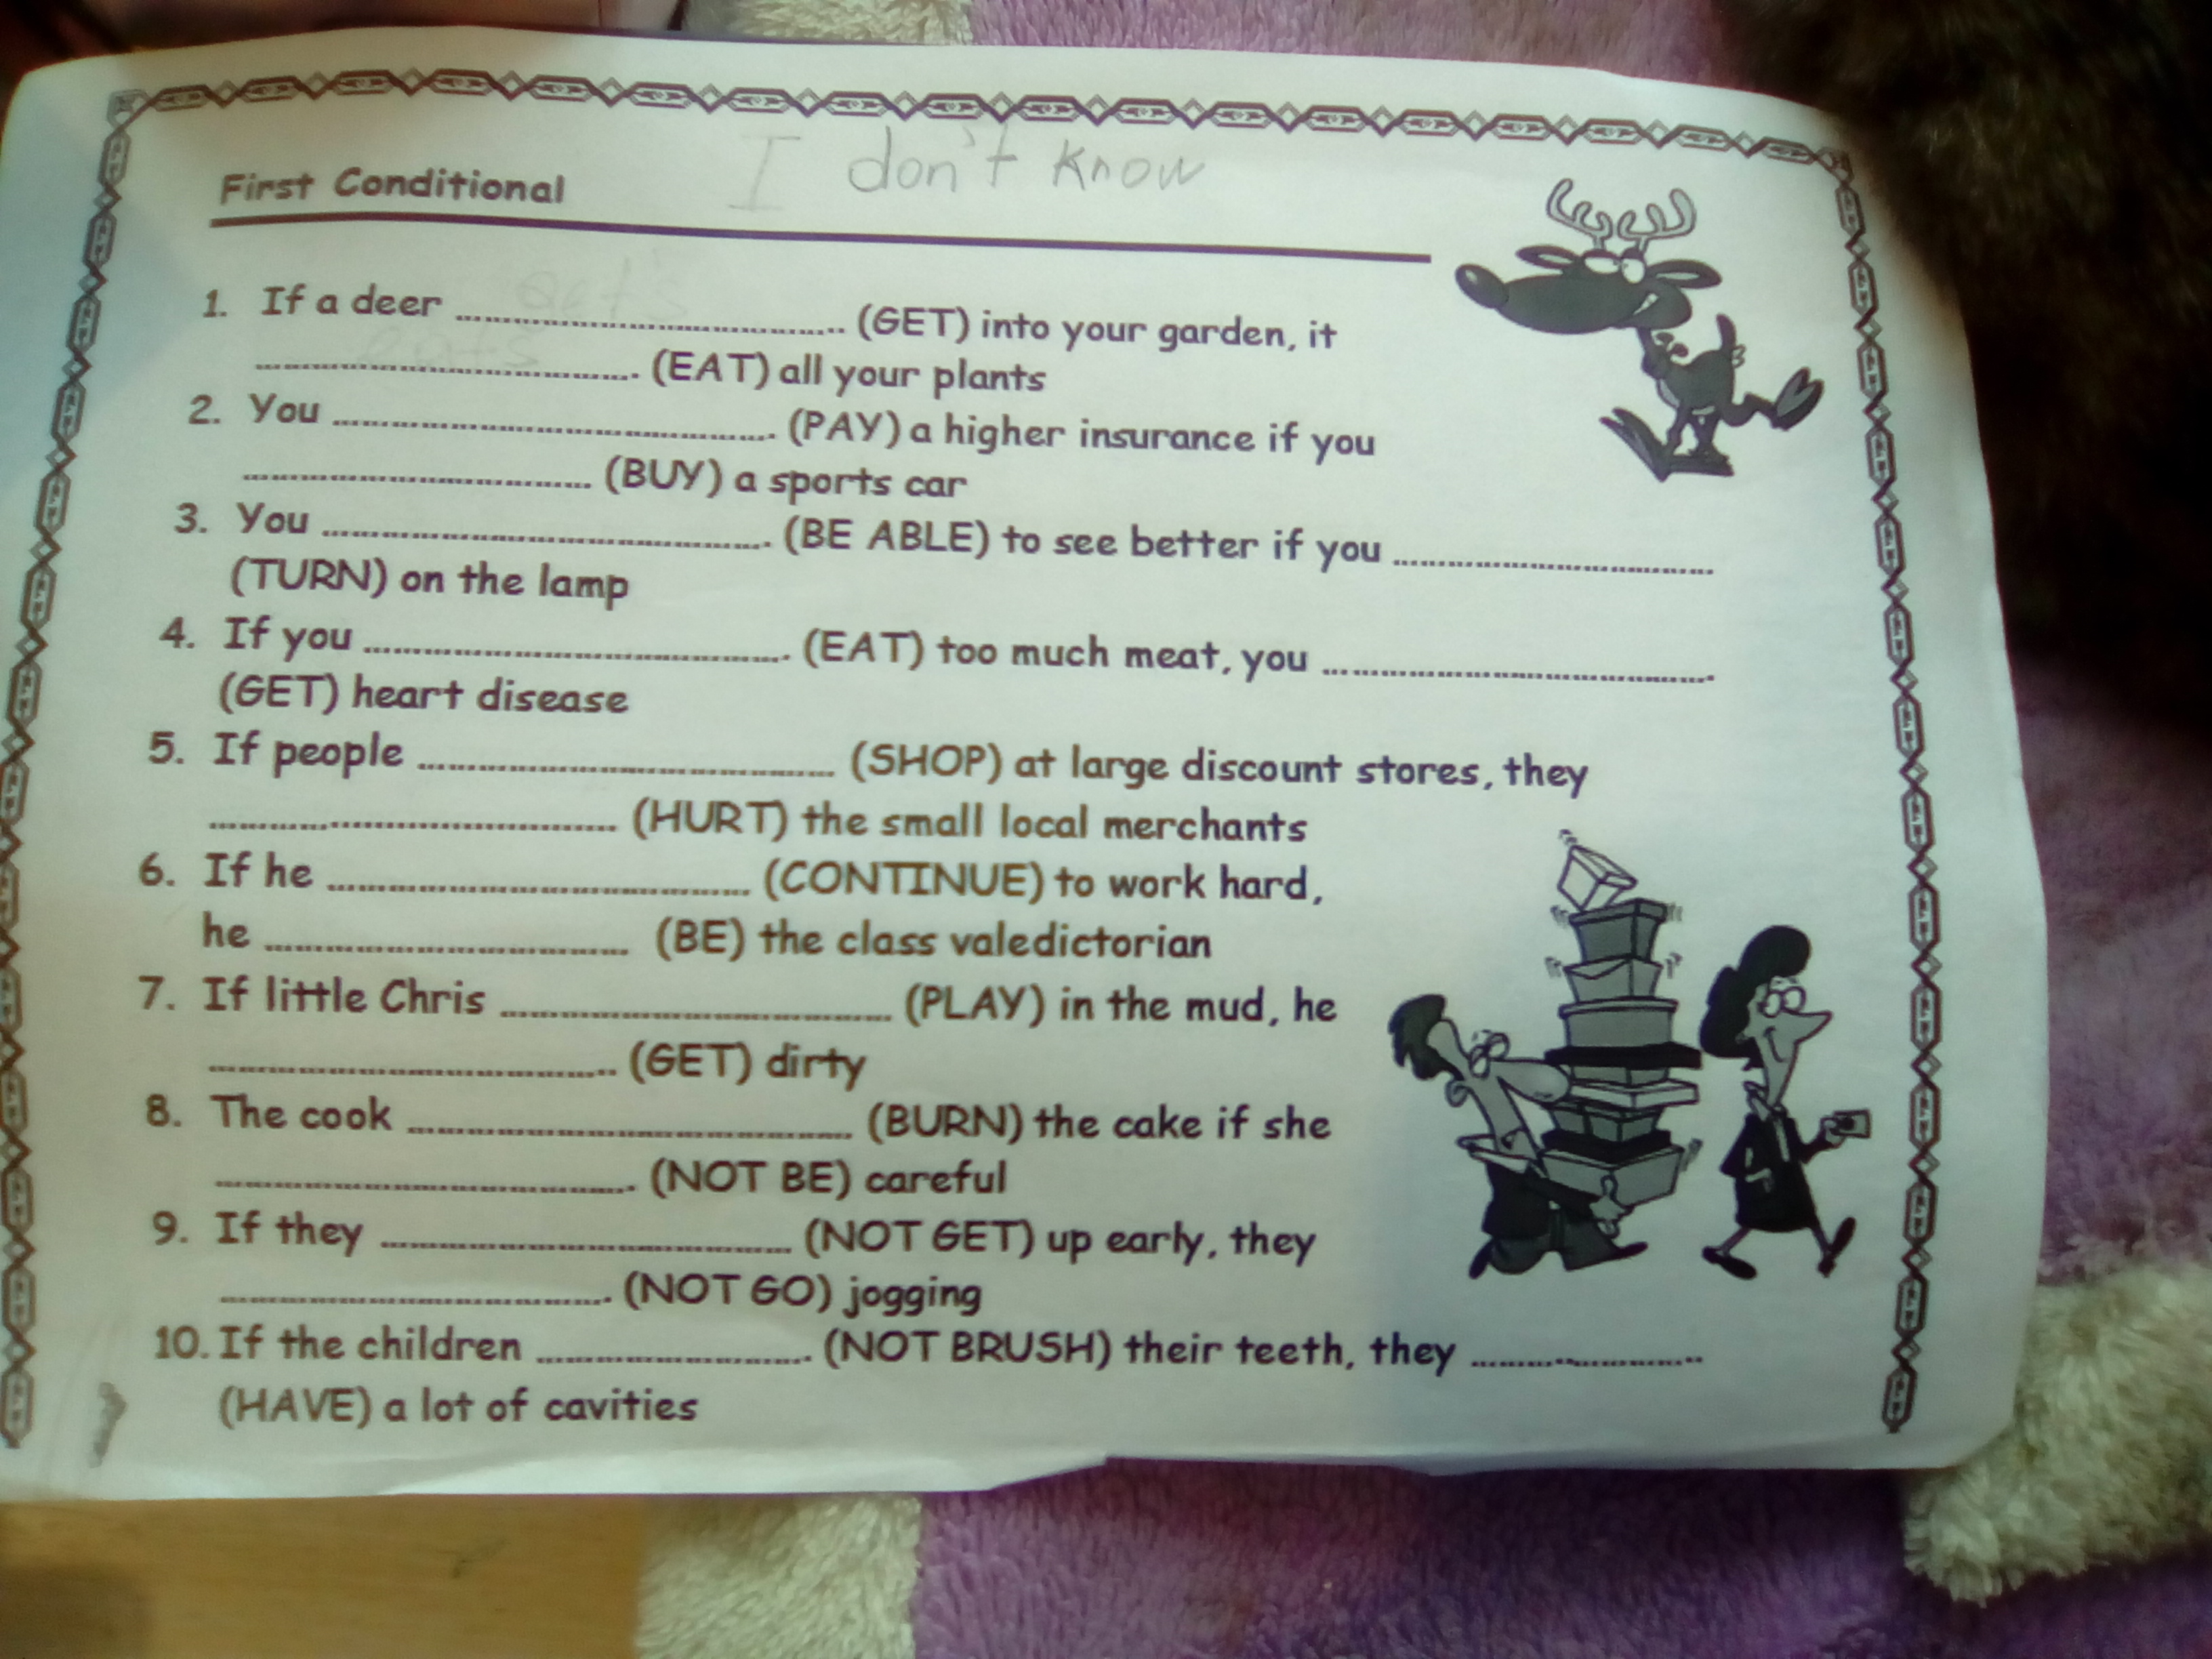 I don't know
First Conditional
1. If a deer ........................................ (GET) into your garden, it
........................................ (EAT) all your plants
2. You ........................................ (PAY) a higher insurance if you
........................................ (BUY) a sports car
3. You ........................................ (BE ABLE) to see better if you ........................................
(TURN) on the lamp
4. If you ........................................ (EAT) too much meat, you ........................................
(GET) heart disease
5. If people ........................................ (SHOP) at large discount stores, they
........................................ (HURT) the small local merchants
6. If he ........................................ (CONTINUE) to work hard,
he ........................................ (BE) the class valedictorian
7. If little Chris ........................................ (PLAY) in the mud, he
........................................ (GET) dirty
8. The cook ........................................ (BURN) the cake if she
........................................ (NOT BE) careful
9. If they ........................................ (NOT GET) up early, they
........................................ (NOT GO) jogging
10. If the children ............................ (NOT BRUSH) their teeth, they ........................
(HAVE) a lot of cavities